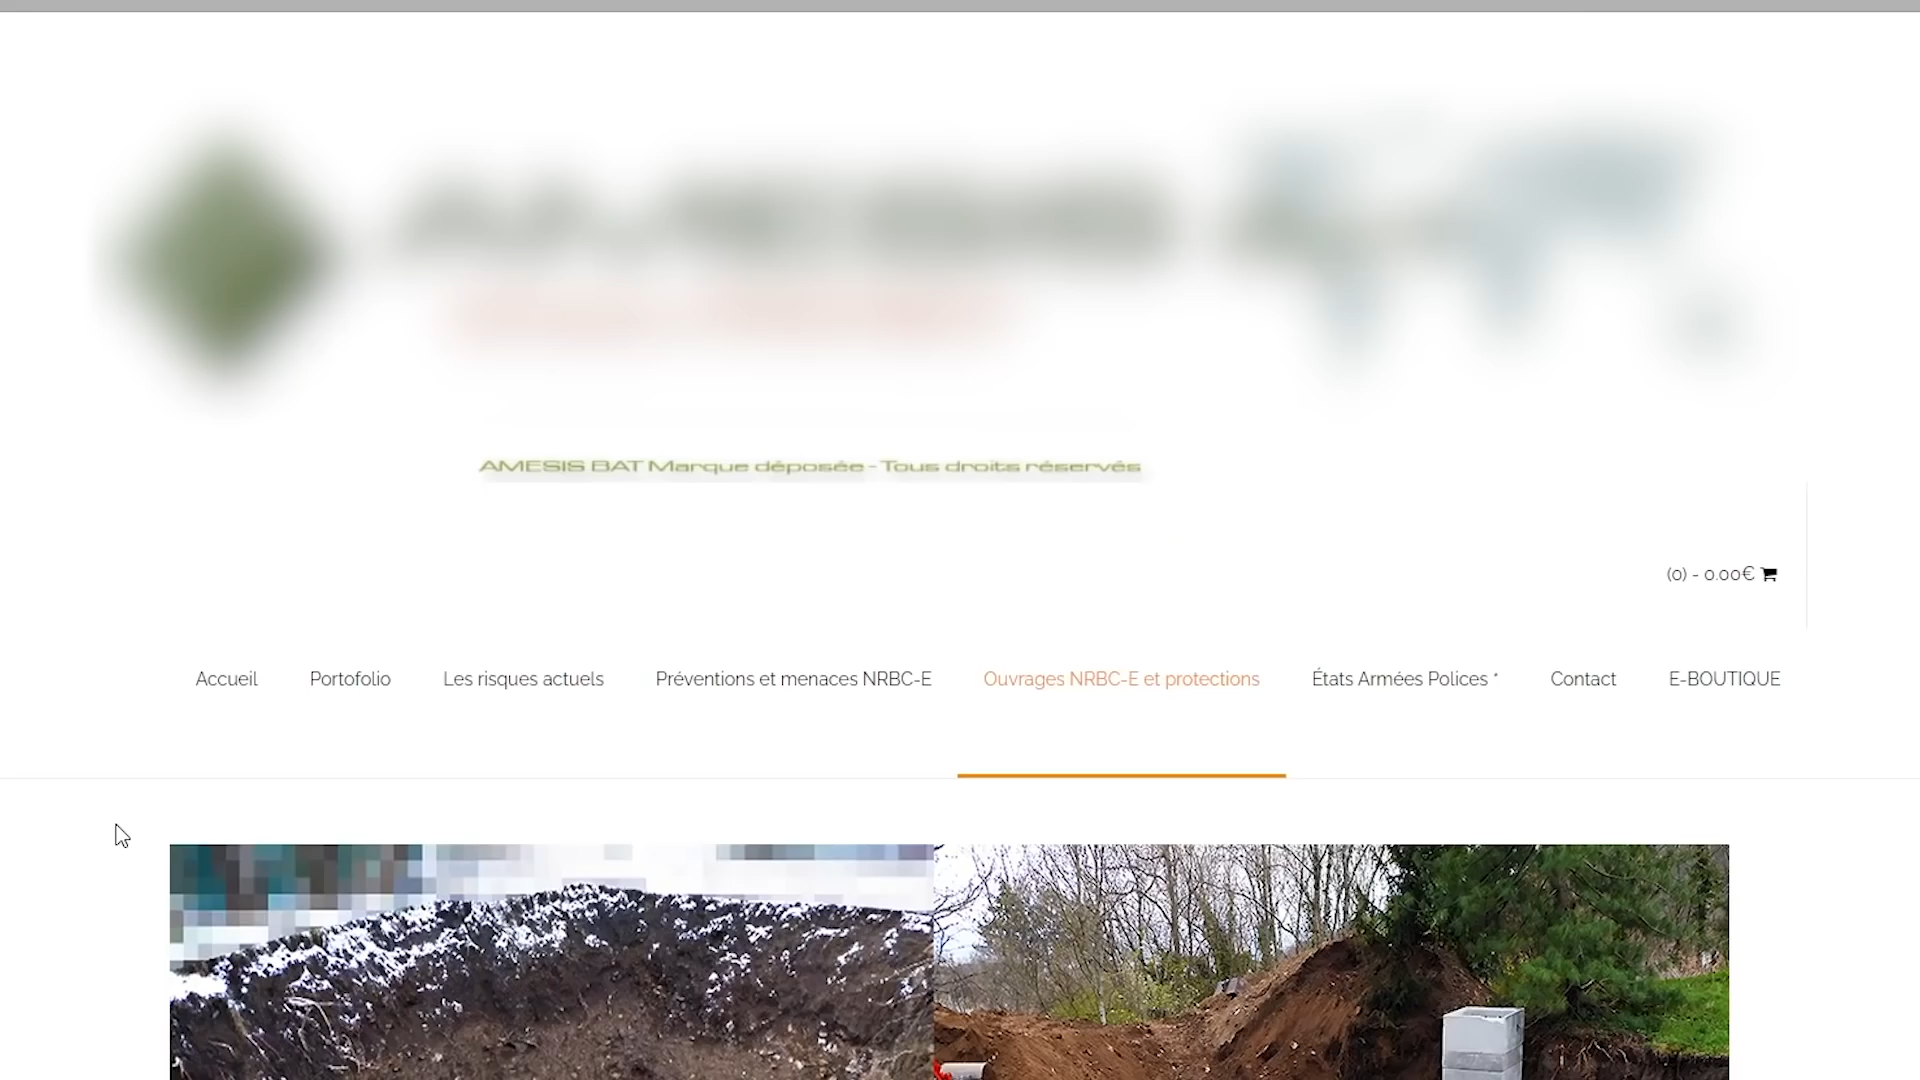 AMESIS BAT Marque déposée - Tous droits réservés
(0) - 0.00€
Accueil Portofolio Les risques actuels Préventions et menaces NRBC-E Ouvrages NRBC-E et protections États Armées Polices * Contact E-BOUTIQUE